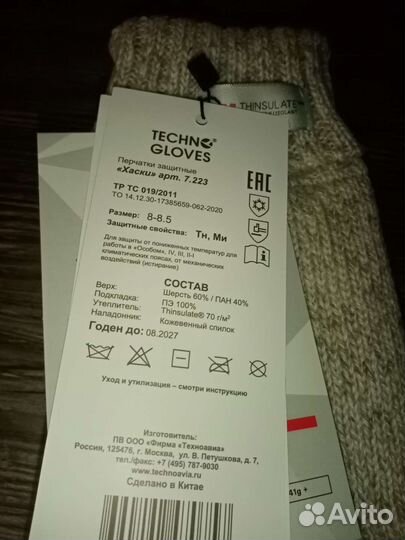 THINSULATE™
TECHNO
GLOVES
Перчатки защитные
«Хаски» арт. 7.223
ТР ТС 019/2011
ТО 14.12.30-17385659-062-2020
EAC
Размер: 8-8.5
Защитные свойства: Тн, Ми
Для защиты от пониженных температур для
работы в «Особом», IV, III, II-I
климатических поясах, от механических
воздействий (истирание)
СОСТАВ
Верх: Шерсть 60% / ПАН 40%
Подкладка: ПЭ 100%
Утеплитель: Thinsulate® 70 г/м²
Наладонник: Кожевенный спилок
Годен до: 08.2027
Уход и утилизация – смотри инструкцию
Изготовитель:
ПВ ООО «Фирма «Техноавиа»
Россия, 125476, г. Москва, ул. В. Петушкова, д. 7,
тел./факс: +7 (495) 787-9030
www.technoavia.ru
Сделано в Китае
41g +
Avito